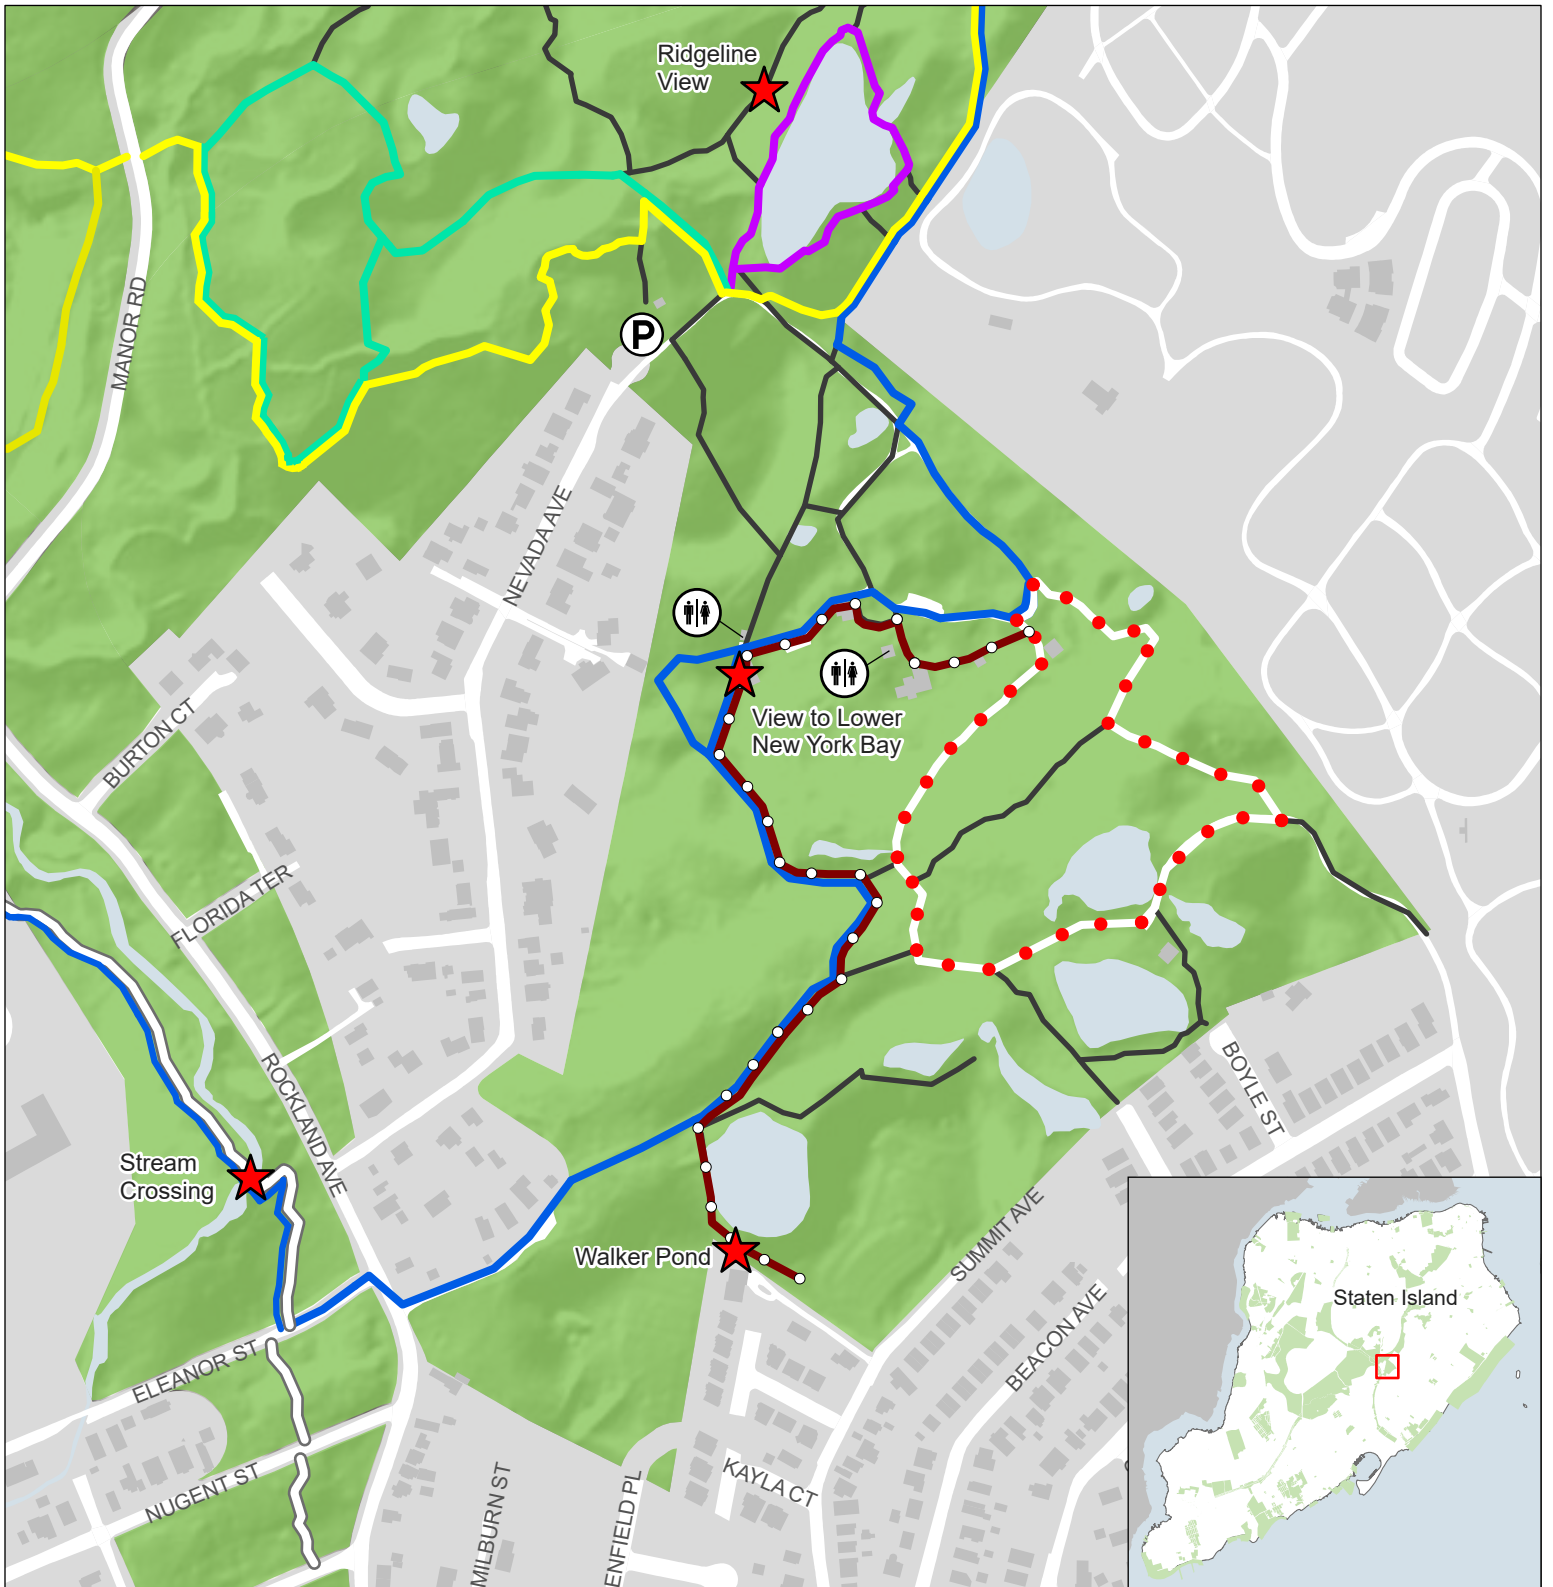 Ridgeline
View
MANOR RD
P
NEVADA AVE
BURTON CT
View to Lower
New York Bay
FLORIDA TER
ROCKLAND AVE
BOYLE ST
Stream
Crossing
SUMMIT AVE
Walker Pond
BEACON AVE
Staten Island
ELEANOR ST
NUGENT ST
KAYLA CT
MILBURN ST
ENFIELD PL